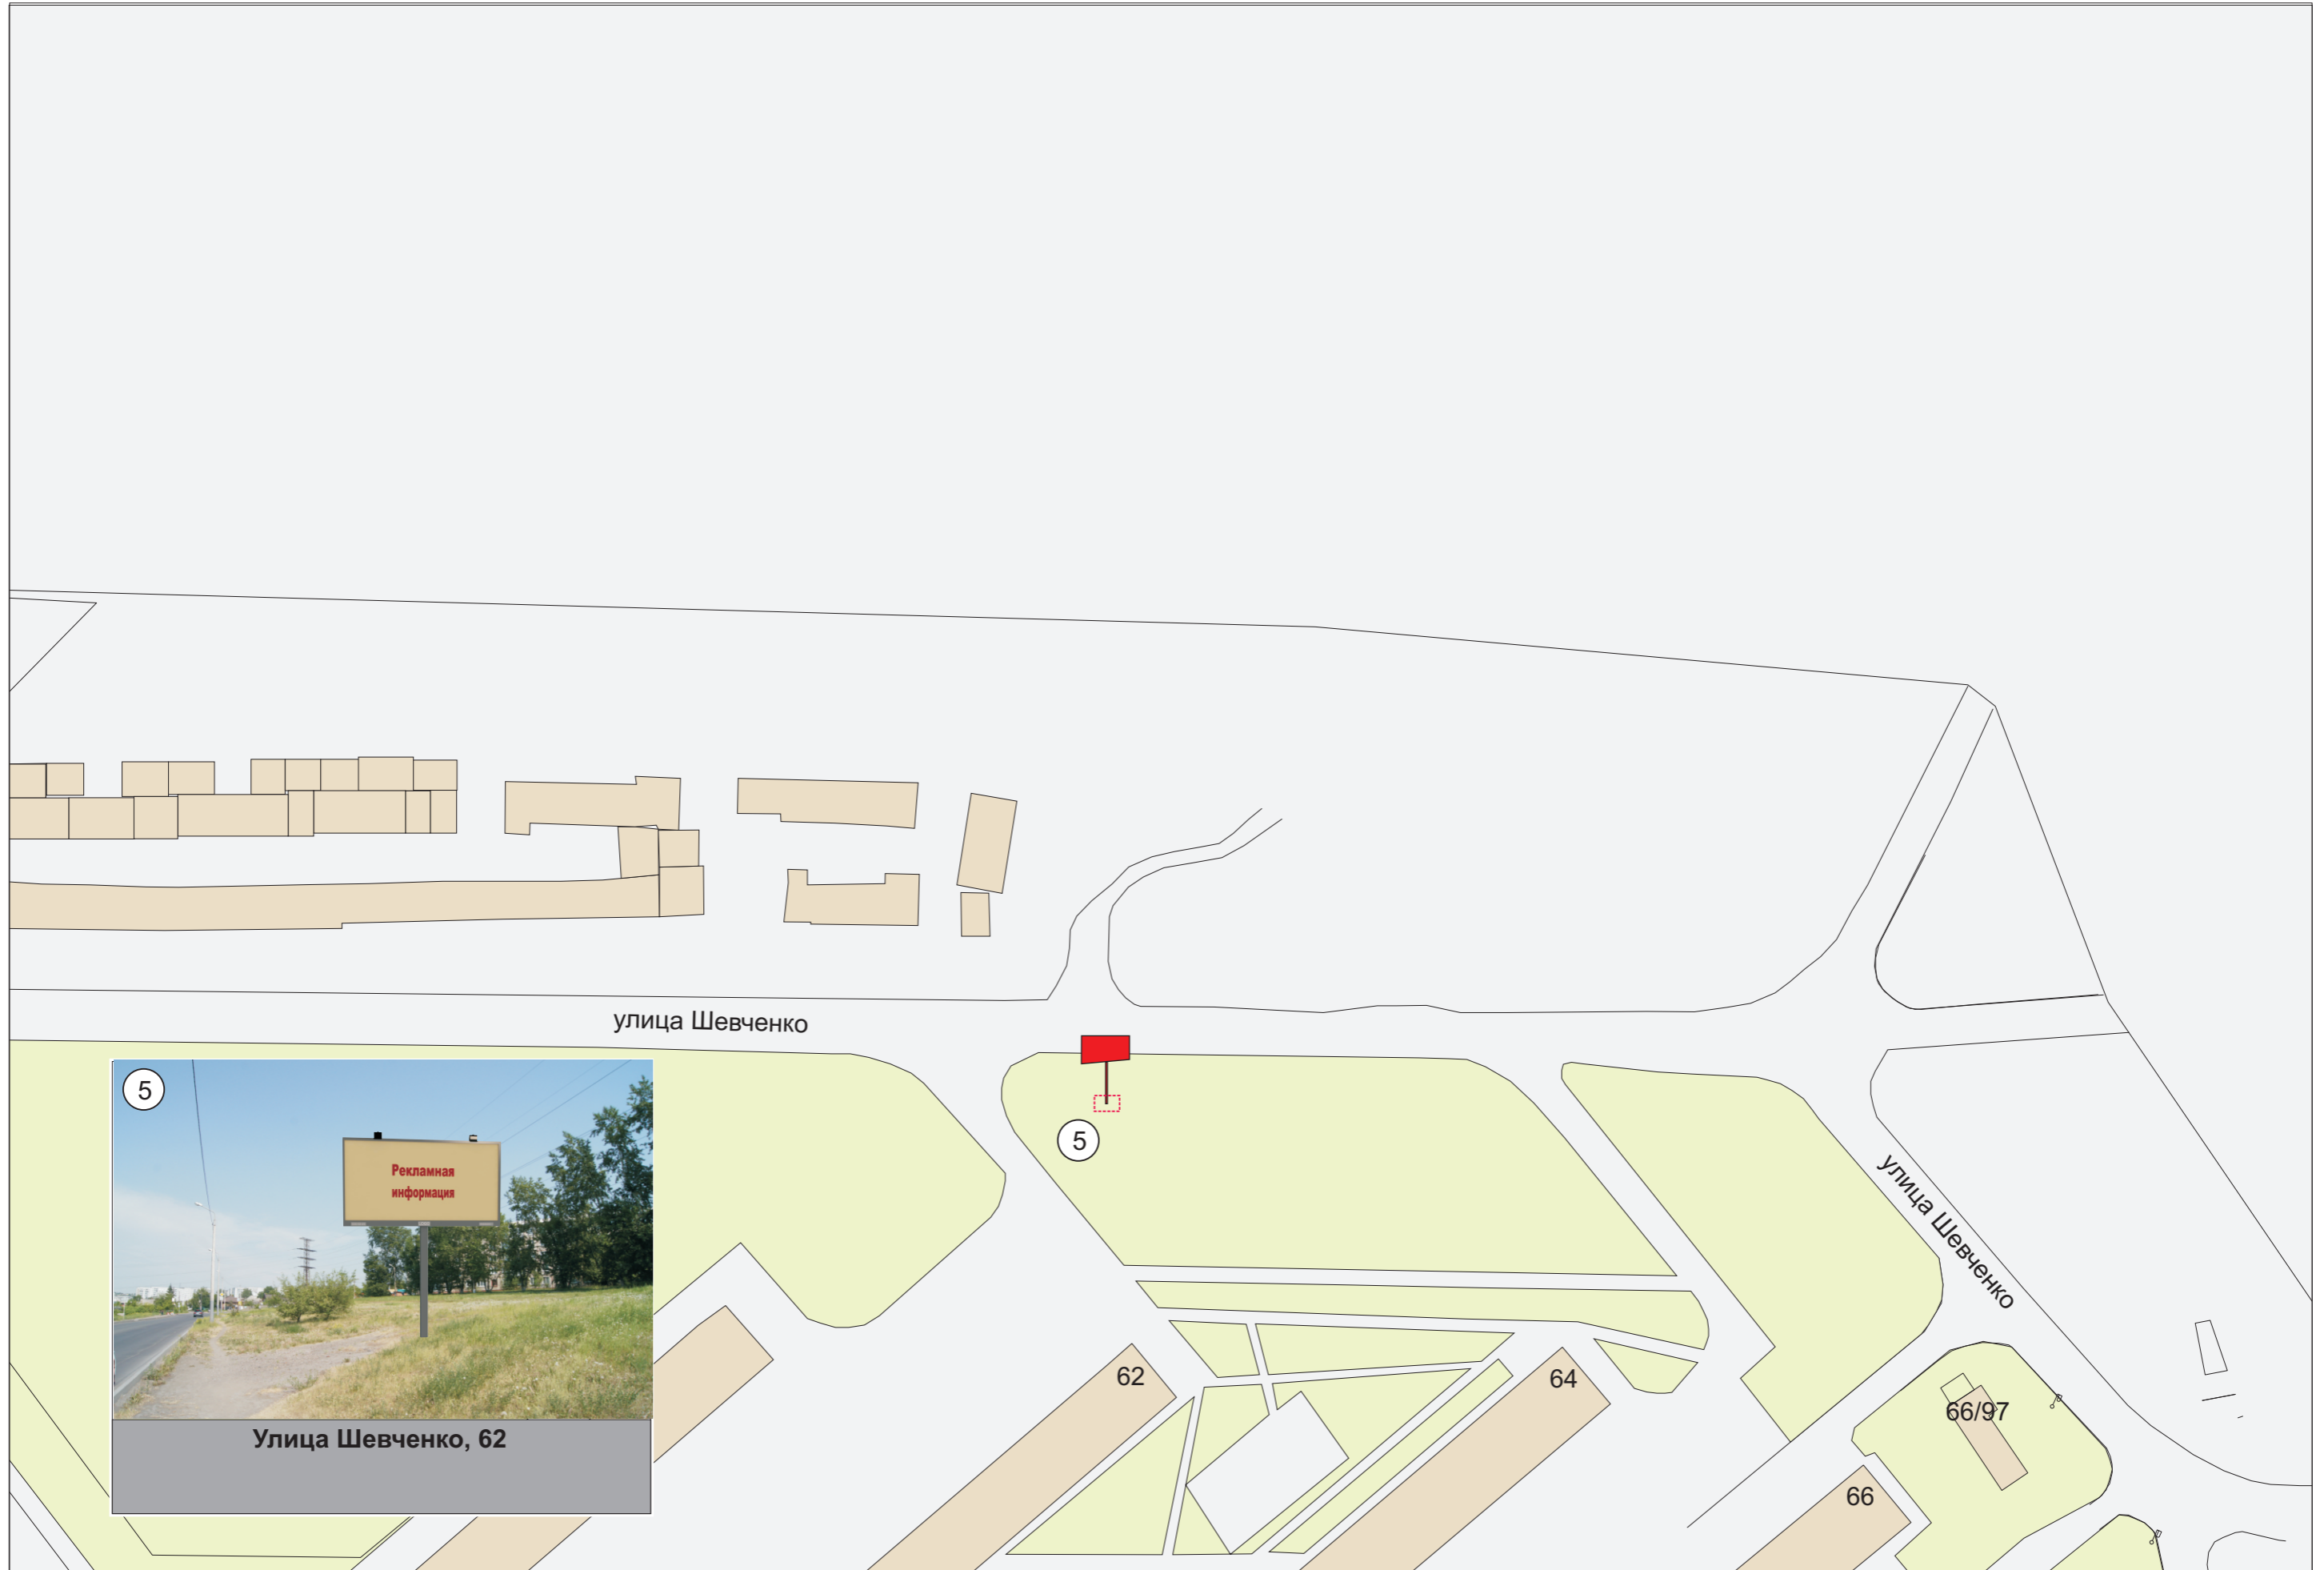 улица Шевченко
5
5
Рекламная
информация
Улица Шевченко, 62
улица Шевченко
62
64
66/97
66